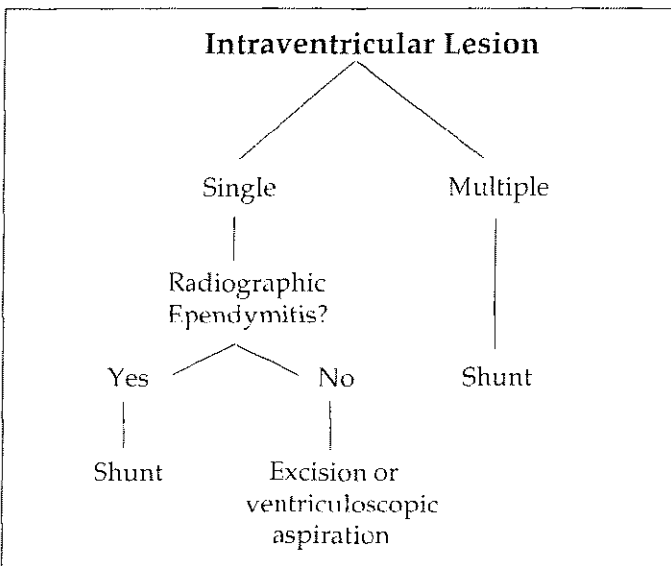 Intraventricular Lesion
Single
Multiple
Radiographic
Ependymitis?
Yes
No
Shunt
Shunt
Excision or
ventriculoscopic
aspiration